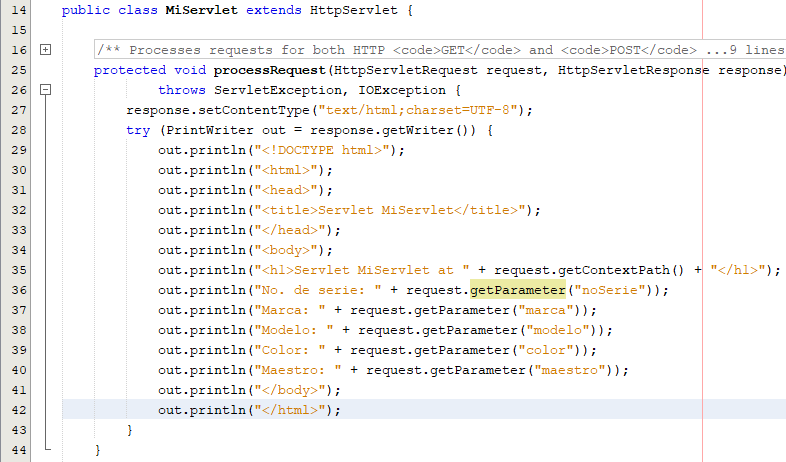 14 public class MiServlet extends HttpServlet {
15
16 /** Processes requests for both HTTP <code>GET</code> and <code>POST</code> ...9 lines
25 protected void processRequest(HttpServletRequest request, HttpServletResponse response)
26 throws ServletException, IOException {
27 response.setContentType("text/html;charset=UTF-8");
28 try (PrintWriter out = response.getWriter()) {
29 out.println("<!DOCTYPE html>");
30 out.println("<html>");
31 out.println("<head>");
32 out.println("<title>Servlet MiServlet</title>");
33 out.println("</head>");
34 out.println("<body>");
35 out.println("<h1>Servlet MiServlet at " + request.getContextPath() + "</h1>");
36 out.println("No. de serie: " + request.getParameter("noSerie"));
37 out.println("Marca: " + request.getParameter("marca"));
38 out.println("Modelo: " + request.getParameter("modelo"));
39 out.println("Color: " + request.getParameter("color"));
40 out.println("Maestro: " + request.getParameter("maestro"));
41 out.println("</body>");
42 out.println("</html>");
43 }
44 }